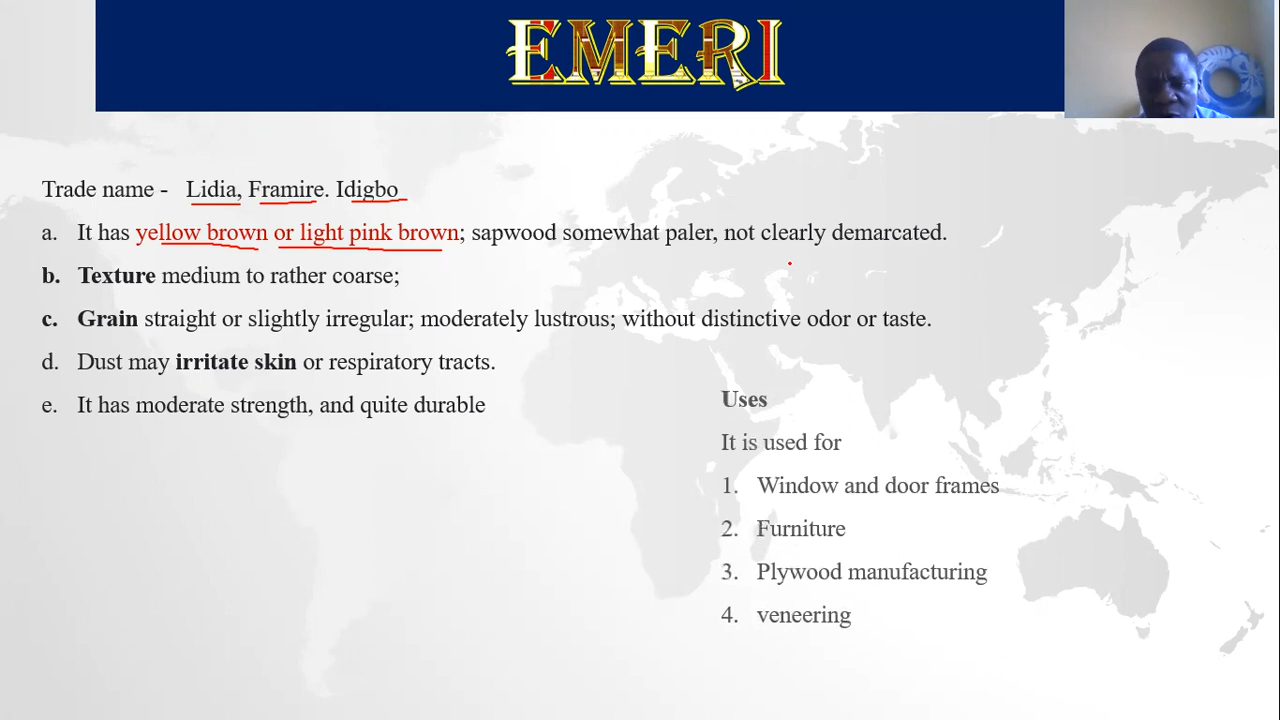 EMERI
Trade name - Lidia, Framire. Idigbo
a. It has yellow brown or light pink brown; sapwood somewhat paler, not clearly demarcated.
b. Texture medium to rather coarse;
c. Grain straight or slightly irregular; moderately lustrous; without distinctive odor or taste.
d. Dust may irritate skin or respiratory tracts.
e. It has moderate strength, and quite durable
Uses
It is used for
1. Window and door frames
2. Furniture
3. Plywood manufacturing
4. veneering